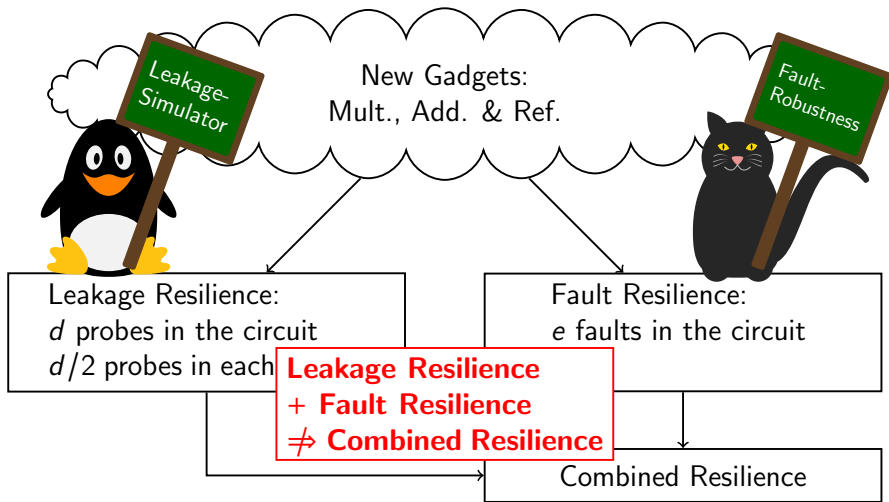 New Gadgets:
Mult., Add. & Ref.
Leakage-
Simulator
Fault-
Robustness
Leakage Resilience:
d probes in the circuit
d/2 probes in each
Fault Resilience:
e faults in the circuit
Leakage Resilience
+ Fault Resilience
⇏ Combined Resilience
Combined Resilience